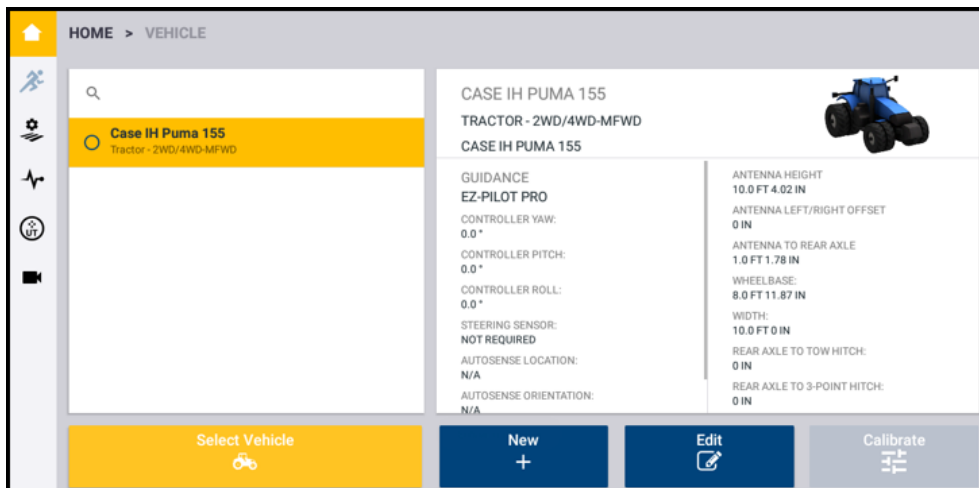 HOME > VEHICLE
Case IH Puma 155
Tractor - 2WD/4WD-MFWD
CASE IH PUMA 155
TRACTOR - 2WD/4WD-MFWD
CASE IH PUMA 155
GUIDANCE
EZ-PILOT PRO
CONTROLLER YAW:
0.0 °
CONTROLLER PITCH:
0.0 °
CONTROLLER ROLL:
0.0 °
STEERING SENSOR:
NOT REQUIRED
AUTOSENSE LOCATION:
N/A
AUTOSENSE ORIENTATION:
N/A
ANTENNA HEIGHT
10.0 FT 4.02 IN
ANTENNA LEFT/RIGHT OFFSET
0 IN
ANTENNA TO REAR AXLE
1.0 FT 1.78 IN
WHEELBASE:
8.0 FT 11.87 IN
WIDTH:
10.0 FT 0 IN
REAR AXLE TO TOW HITCH:
0 IN
REAR AXLE TO 3-POINT HITCH:
0 IN
UT
Select Vehicle
New
Edit
Calibrate